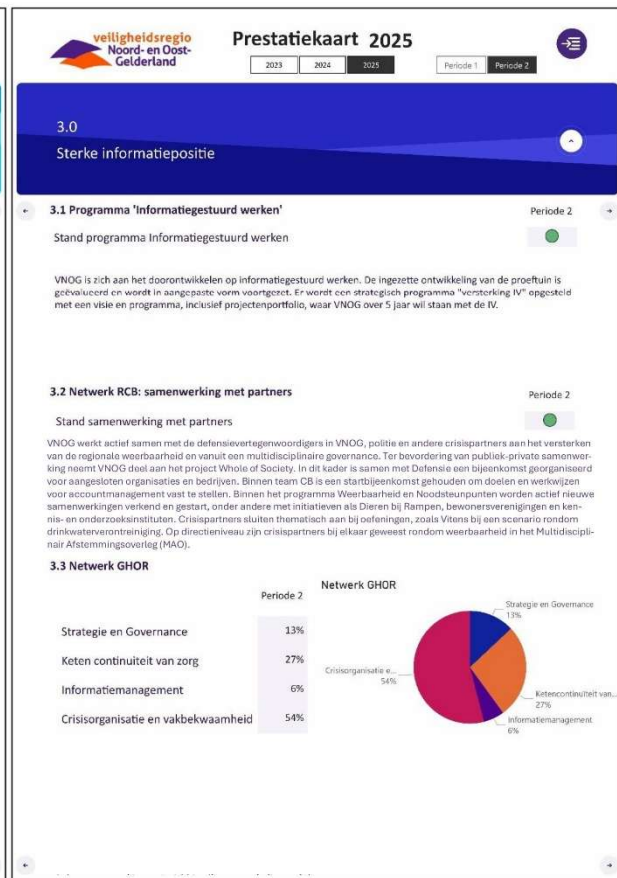 veiligheidsregio
Noord- en Oost-
Gelderland
Prestatiekaart 2025
2023 2024 2025 Periode 1 Periode 2
3.0
Sterke informatiepositie
3.1 Programma 'Informatiegestuurd werken' Periode 2
Stand programma Informatiegestuurd werken
VNOG is zich aan het doorontwikkelen op informatiegestuurd werken. De ingezette ontwikkeling van de proeftuin is
geëvalueerd en wordt in aangepaste vorm voortgezet. Er wordt een strategisch programma "versterking IV" opgesteld
met een visie en programma, inclusief projectenportfolio, waar VNOG over 5 jaar wil staan met de IV.
3.2 Netwerk RCB: samenwerking met partners Periode 2
Stand samenwerking met partners
VNOG werkt actief samen met de defensievertegenwoordigers in VNOG, politie en andere crisispartners aan het versterken
van de regionale weerbaarheid en vanuit een multidisciplinaire governance. Ter bevordering van publiek-private samenwer-
king neemt VNOG deel aan het project Whole of Society. In dit kader is samen met Defensie een bijeenkomst georganiseerd
voor aangesloten organisaties en bedrijven. Binnen team CB is een startbijeenkomst gehouden om doelen en werkwijzen
voor accountmanagement vast te stellen. Binnen het programma Weerbaarheid en Noodsteunpunten worden actief nieuwe
samenwerkingen verkend en gestart, onder andere met initiatieven als Dieren bij Rampen, bewonersverenigingen en ken-
nis- en onderzoeksinstituten. Crisispartners sluiten thematisch aan bij oefeningen, zoals Vitens bij een scenario rondom
drinkwaterverontreiniging. Op directieniveau zijn crisispartners bij elkaar geweest rondom weerbaarheid in het Multidiscipli-
nair Afstemmingsoverleg (MAO).
3.3 Netwerk GHOR
Periode 2
Strategie en Governance 13%
Keten continuiteit van zorg 27%
Informatiemanagement 6%
Crisisorganisatie en vakbekwaamheid 54%
Netwerk GHOR
Strategie en Governance
13%
Crisisorganisatie e...
54%
Ketencontinuïteit van...
27%
Informatiemanagement
6%